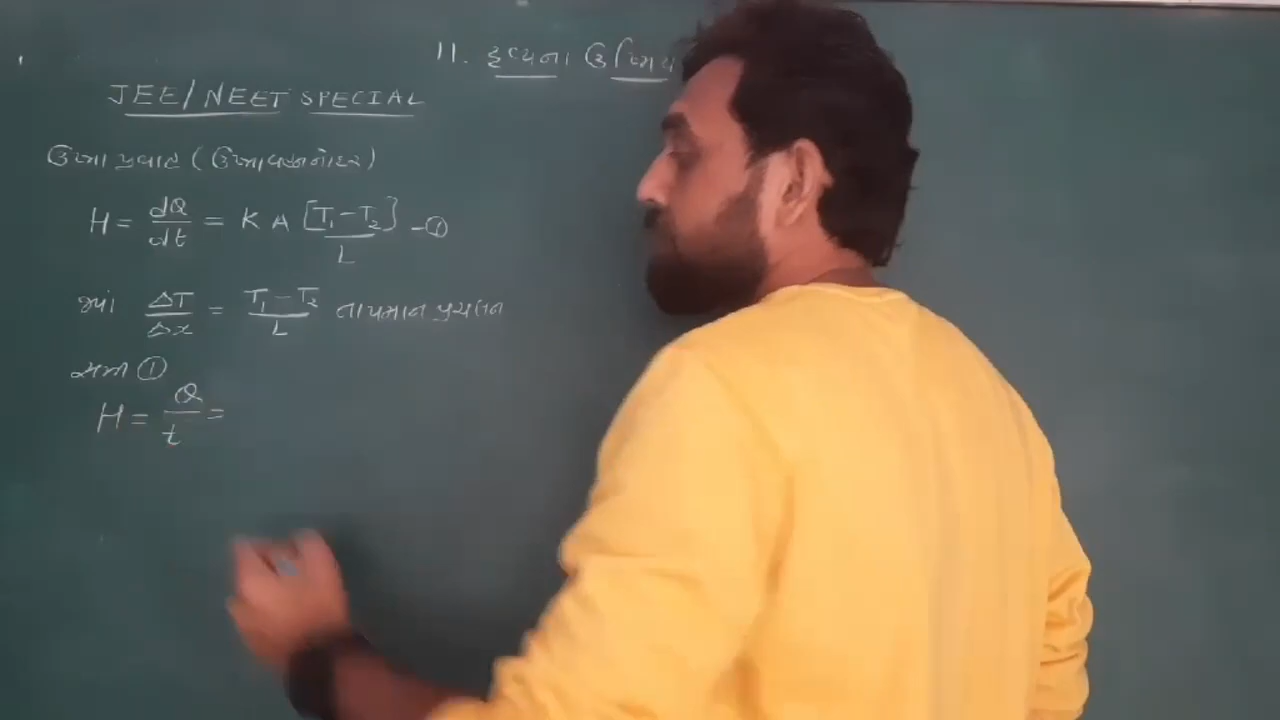 11. દ્રવ્યના ઉષ્મીય
JEE/NEET SPECIAL
ઉષ્મા પ્રવાહ (ઉષ્માવહનનો દર)
H = dQ/dt = K A [T₁ - T₂]/L - ①
જ્યાં ΔT/Δx = T₁ - T₂/L તાપમાન પ્રચલન
સમી ①
H = Q/t =